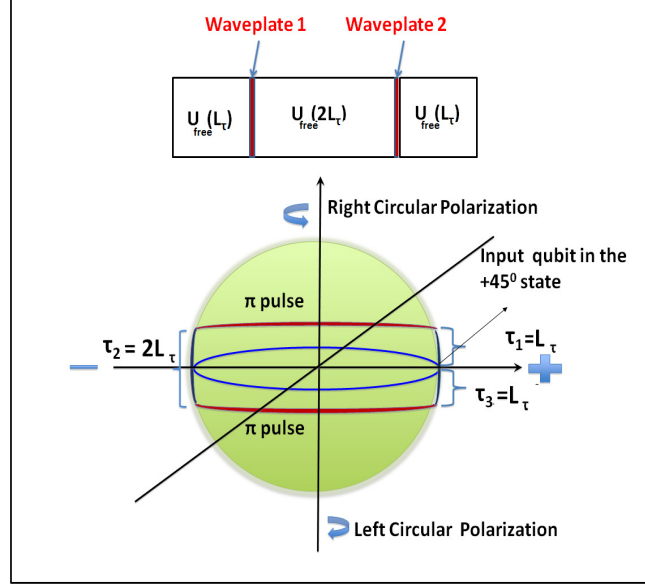 Waveplate 1 Waveplate 2
U free (Lτ) U free (2Lτ) U free (Lτ)
Right Circular Polarization
Input qubit in the
+45⁰ state
π pulse
τ₂ = 2Lτ
τ₁=Lτ
− +
τ₃=Lτ
π pulse
Left Circular Polarization